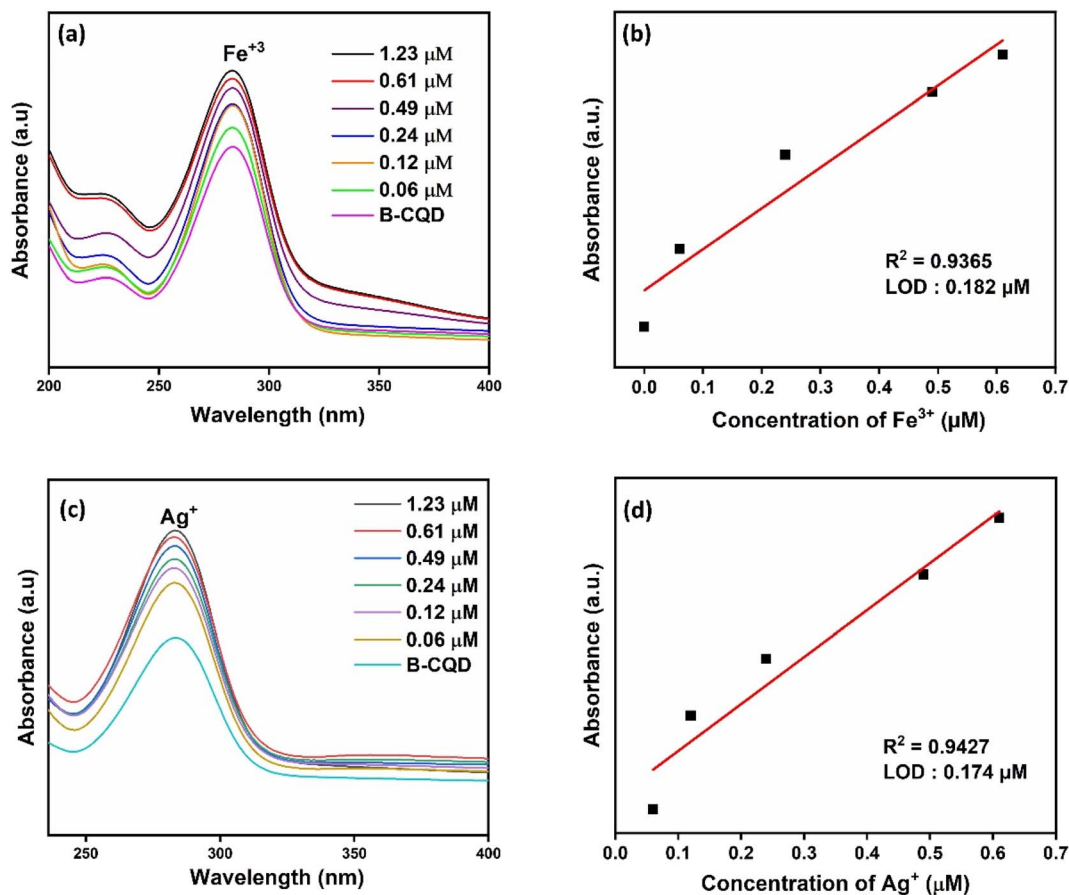 (a)
Fe⁺³
1.23 μM
0.61 μM
0.49 μM
0.24 μM
0.12 μM
0.06 μM
B-CQD
Absorbance (a.u)
200
250
300
350
400
Wavelength (nm)
(b)
R² = 0.9365
LOD : 0.182 μM
Absorbance (a.u.)
0.0
0.1
0.2
0.3
0.4
0.5
0.6
0.7
Concentration of Fe³⁺ (μM)
(c)
Ag⁺
1.23 μM
0.61 μM
0.49 μM
0.24 μM
0.12 μM
0.06 μM
B-CQD
Absorbance (a.u)
250
300
350
400
Wavelength (nm)
(d)
R² = 0.9427
LOD : 0.174 μM
Absorbance (a.u.)
0.0
0.1
0.2
0.3
0.4
0.5
0.6
0.7
Concentration of Ag⁺ (μM)